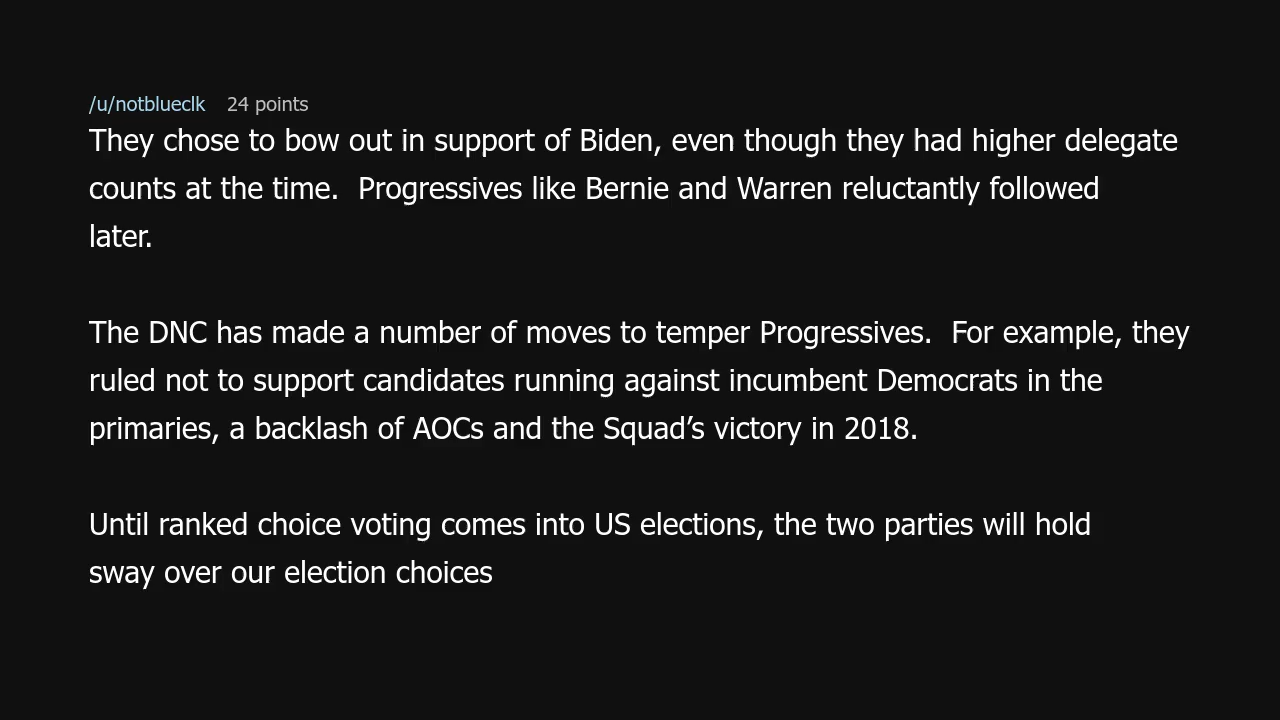 /u/notblueclk 24 points
They chose to bow out in support of Biden, even though they had higher delegate
counts at the time.  Progressives like Bernie and Warren reluctantly followed
later.
The DNC has made a number of moves to temper Progressives.  For example, they
ruled not to support candidates running against incumbent Democrats in the
primaries, a backlash of AOCs and the Squad’s victory in 2018.
Until ranked choice voting comes into US elections, the two parties will hold
sway over our election choices